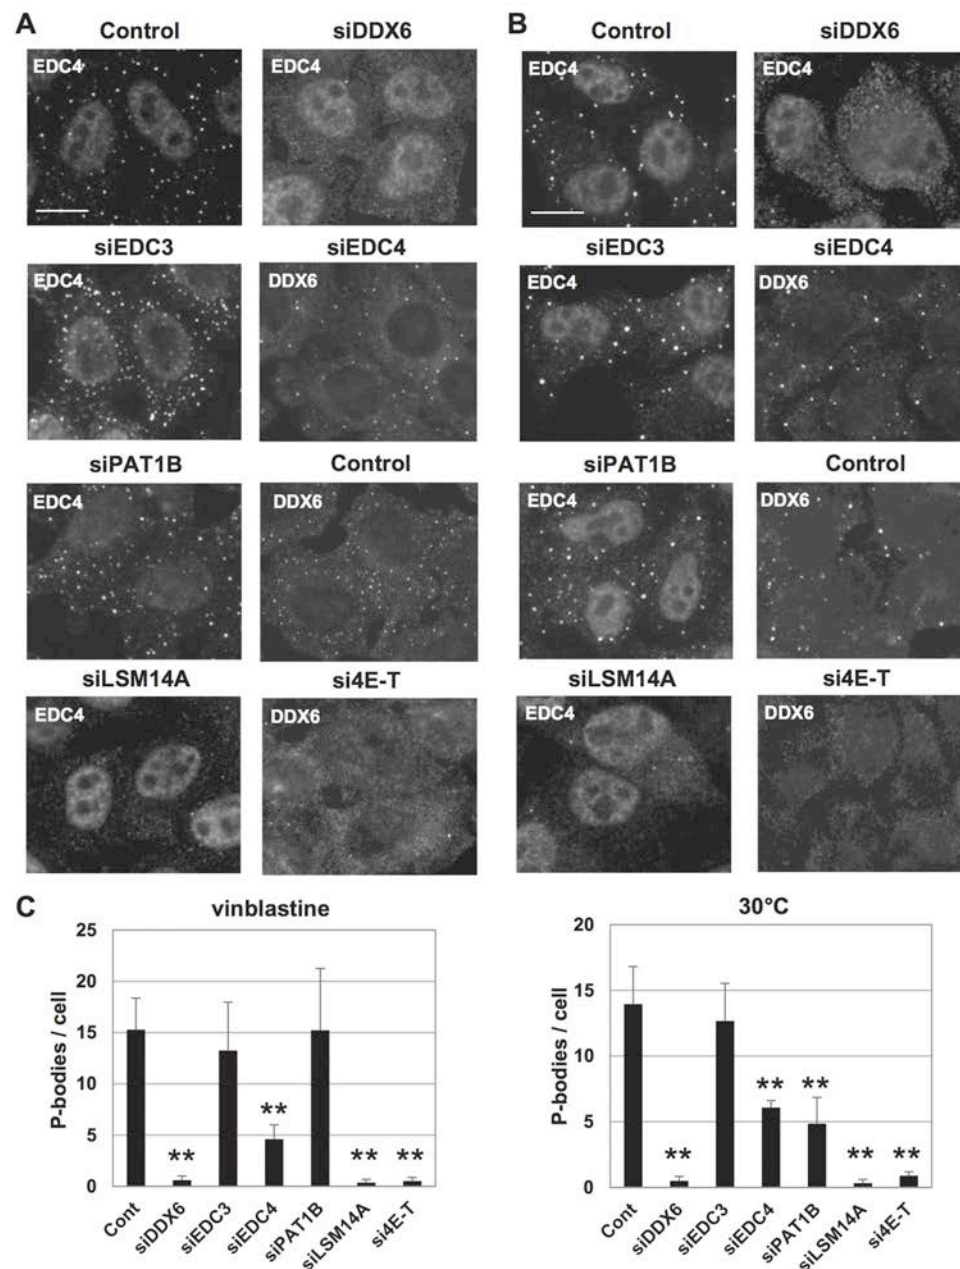 A
Control
siDDX6
B
Control
siDDX6
EDC4
EDC4
EDC4
EDC4
siEDC3
siEDC4
siEDC3
siEDC4
EDC4
DDX6
EDC4
DDX6
siPAT1B
Control
siPAT1B
Control
EDC4
DDX6
EDC4
DDX6
siLSM14A
si4E-T
siLSM14A
si4E-T
EDC4
DDX6
EDC4
DDX6
C
vinblastine
25
20
15
10
5
0
P-bodies / cell
**
**
**
**
Cont
siDDX6
siEDC3
siEDC4
siPAT1B
siLSM14A
si4E-T
30°C
20
15
10
5
0
P-bodies / cell
**
**
**
**
**
Cont
siDDX6
siEDC3
siEDC4
siPAT1B
siLSM14A
si4E-T